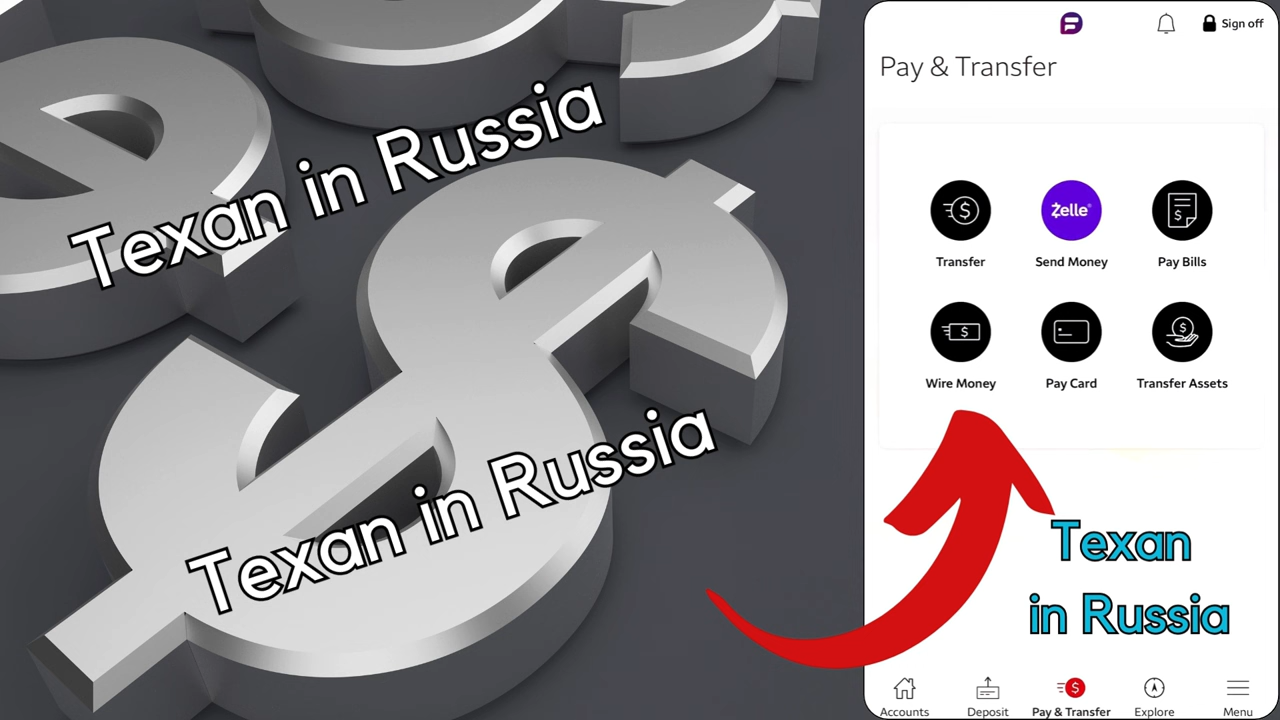 Texan in Russia
Texan in Russia
Sign off
Pay & Transfer
Transfer
Zelle®
Send Money
Pay Bills
Wire Money
Pay Card
Transfer Assets
Texan
in Russia
Accounts
Deposit
Pay & Transfer
Explore
Menu